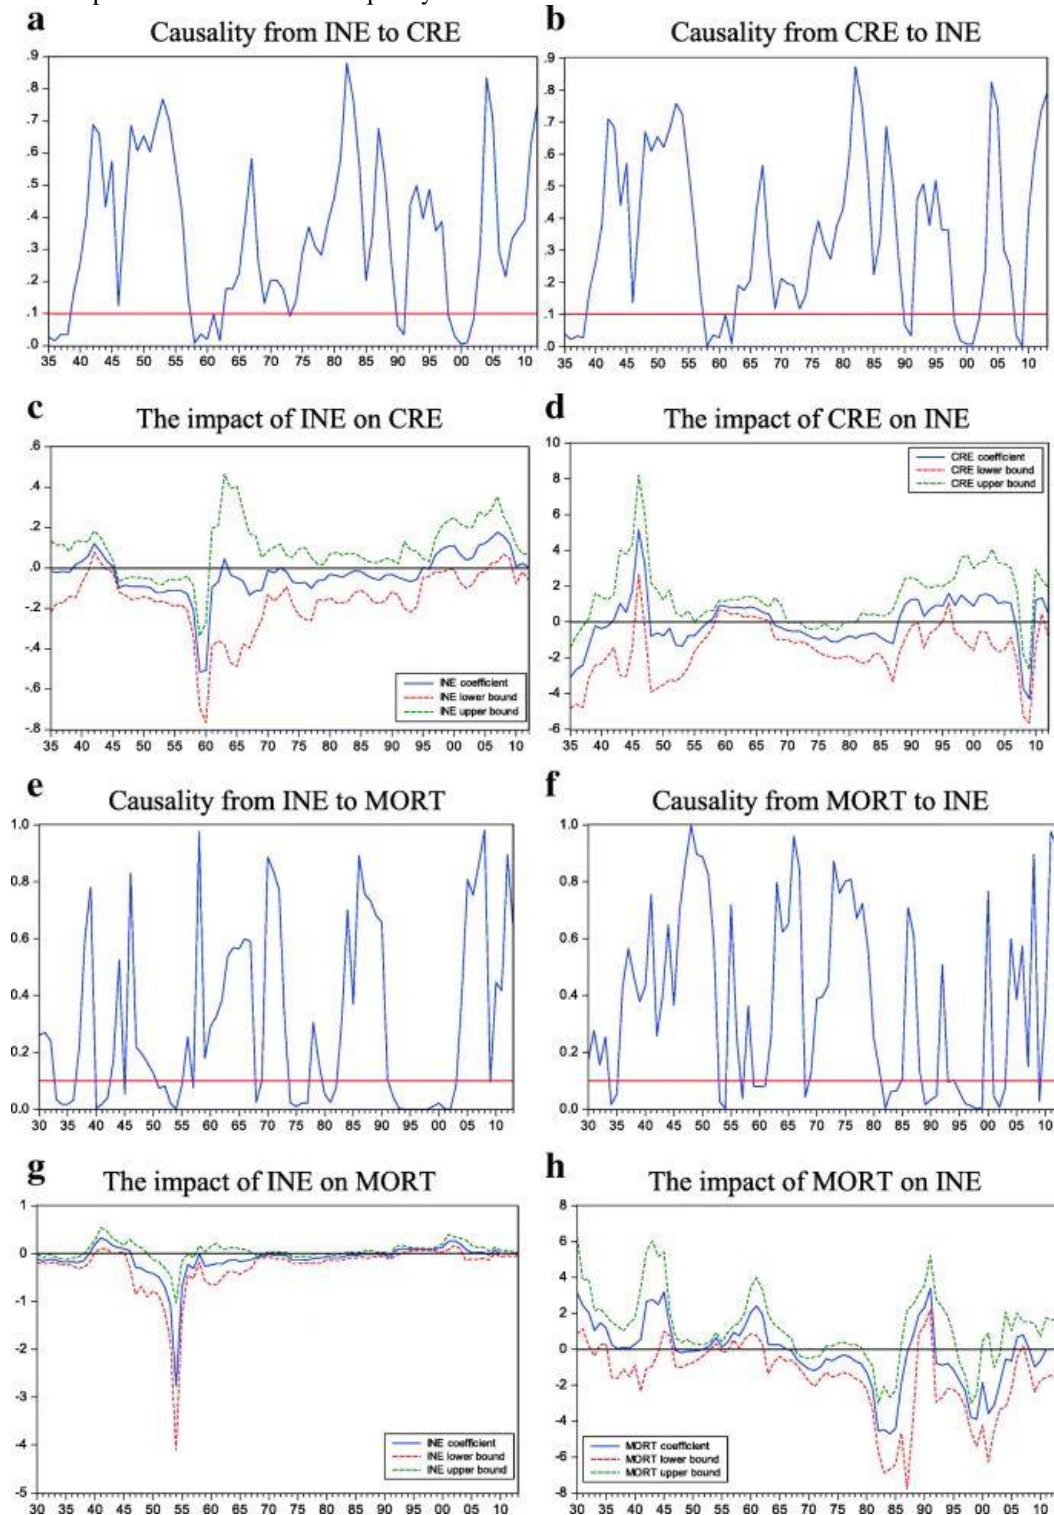 a Causality from INE to CRE
b Causality from CRE to INE
.9
.8
.7
.6
.5
.4
.3
.2
.1
.0
35 40 45 50 55 60 65 70 75 80 85 90 95 00 05 10
.9
.8
.7
.6
.5
.4
.3
.2
.1
.0
35 40 45 50 55 60 65 70 75 80 85 90 95 00 05 10
c The impact of INE on CRE
d The impact of CRE on INE
.6
.4
.2
.0
-.2
-.4
-.6
-.8
INE coefficient
INE lower bound
INE upper bound
35 40 45 50 55 60 65 70 75 80 85 90 95 00 05 10
10
8
6
4
2
0
-2
-4
-6
CRE coefficient
CRE lower bound
CRE upper bound
35 40 45 50 55 60 65 70 75 80 85 90 95 00 05 10
e Causality from INE to MORT
f Causality from MORT to INE
1.0
0.8
0.6
0.4
0.2
0.0
30 35 40 45 50 55 60 65 70 75 80 85 90 95 00 05 10
1.0
0.8
0.6
0.4
0.2
0.0
30 35 40 45 50 55 60 65 70 75 80 85 90 95 00 05 10
g The impact of INE on MORT
h The impact of MORT on INE
1
0
-1
-2
-3
-4
-5
INE coefficient
INE lower bound
INE upper bound
30 35 40 45 50 55 60 65 70 75 80 85 90 95 00 05 10
8
6
4
2
0
-2
-4
-6
-8
MORT coefficient
MORT lower bound
MORT upper bound
30 35 40 45 50 55 60 65 70 75 80 85 90 95 00 05 10